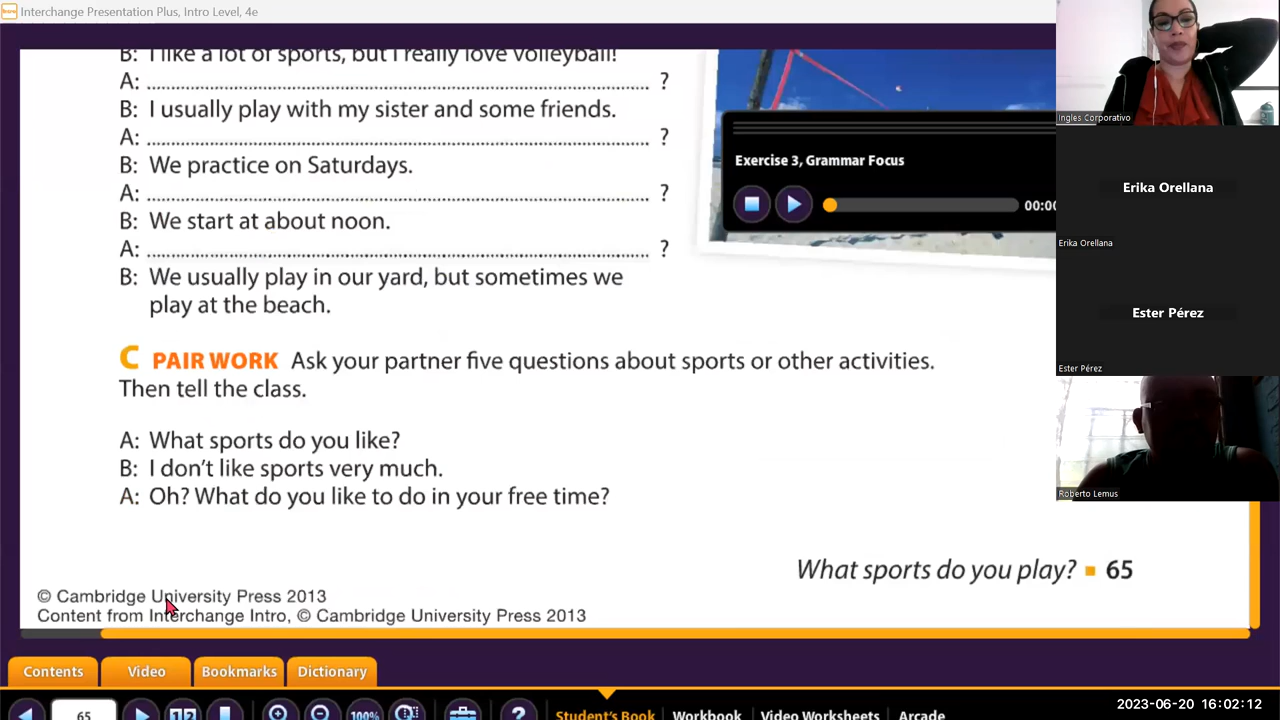 Interchange Presentation Plus, Intro Level, 4e
B: I like a lot of sports, but I really love volleyball!
A: ?
B: I usually play with my sister and some friends.
A: ?
B: We practice on Saturdays.
A: ?
B: We start at about noon.
A: ?
B: We usually play in our yard, but sometimes we
play at the beach.
Exercise 3, Grammar Focus
00:00
C PAIR WORK Ask your partner five questions about sports or other activities.
Then tell the class.
A: What sports do you like?
B: I don't like sports very much.
A: Oh? What do you like to do in your free time?
What sports do you play? ■ 65
© Cambridge University Press 2013
Content from Interchange Intro, © Cambridge University Press 2013
Contents Video Bookmarks Dictionary
65 1 2 100% ?
Student's Book Workbook Video Worksheets Arcade
Ingles Corporativo
Erika Orellana
Erika Orellana
Ester Pérez
Ester Pérez
Roberto Lemus
2023-06-20 16:02:12